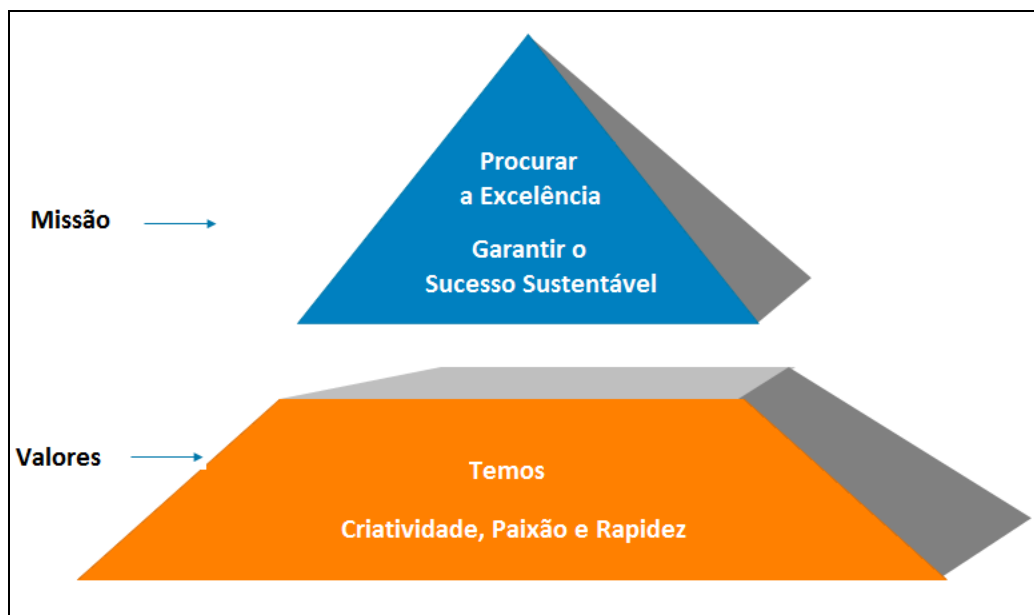 Procurar
a Excelência
Missão
Garantir o
Sucesso Sustentável
Valores
Temos
Criatividade, Paixão e Rapidez